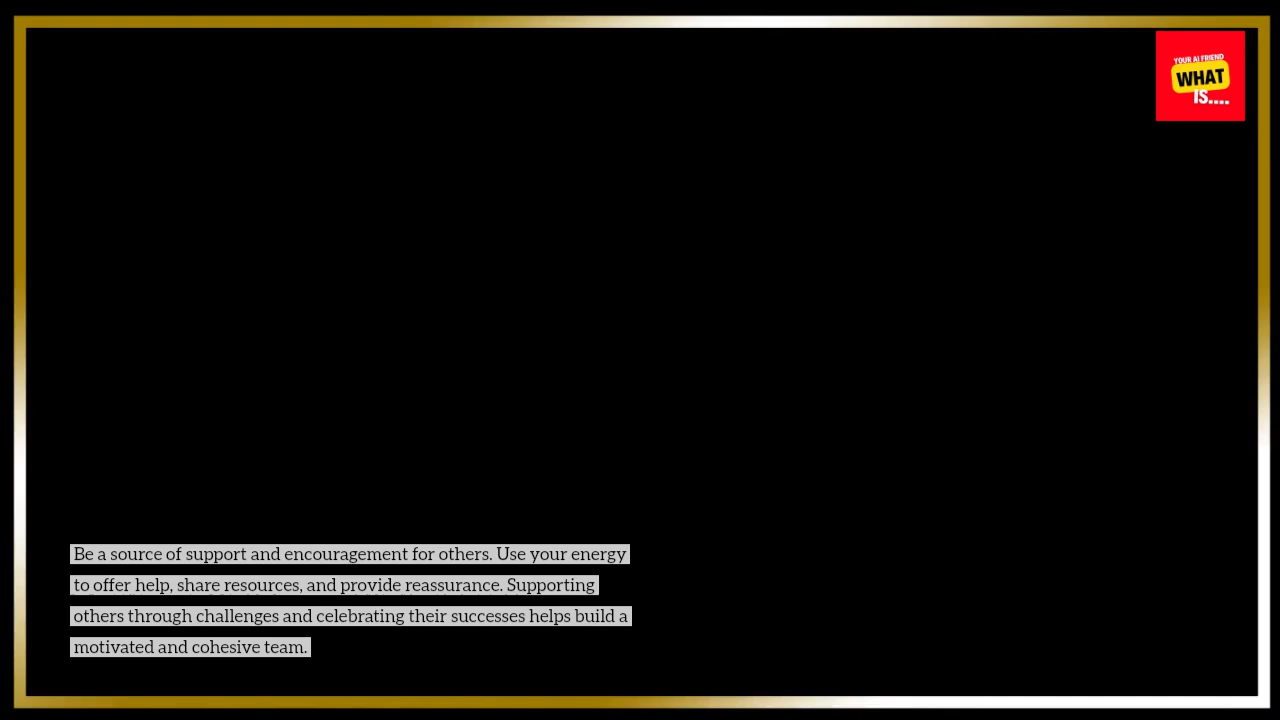 YOUR AI FRIEND
WHAT
IS....
Be a source of support and encouragement for others. Use your energy
to offer help, share resources, and provide reassurance. Supporting
others through challenges and celebrating their successes helps build a
motivated and cohesive team.